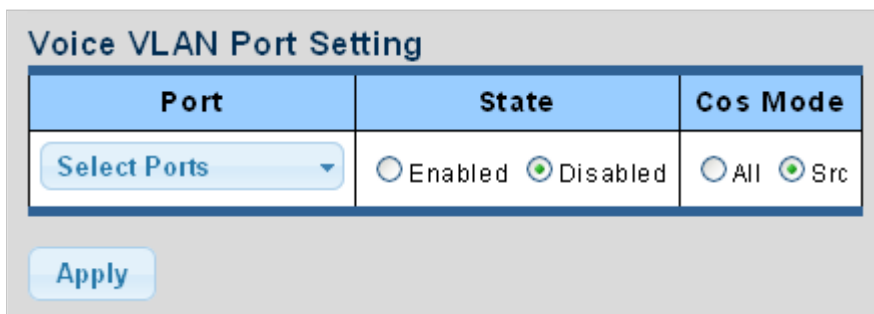 Voice VLAN Port Setting
Port State Cos Mode
Select Ports Enabled Disabled All Src
Apply